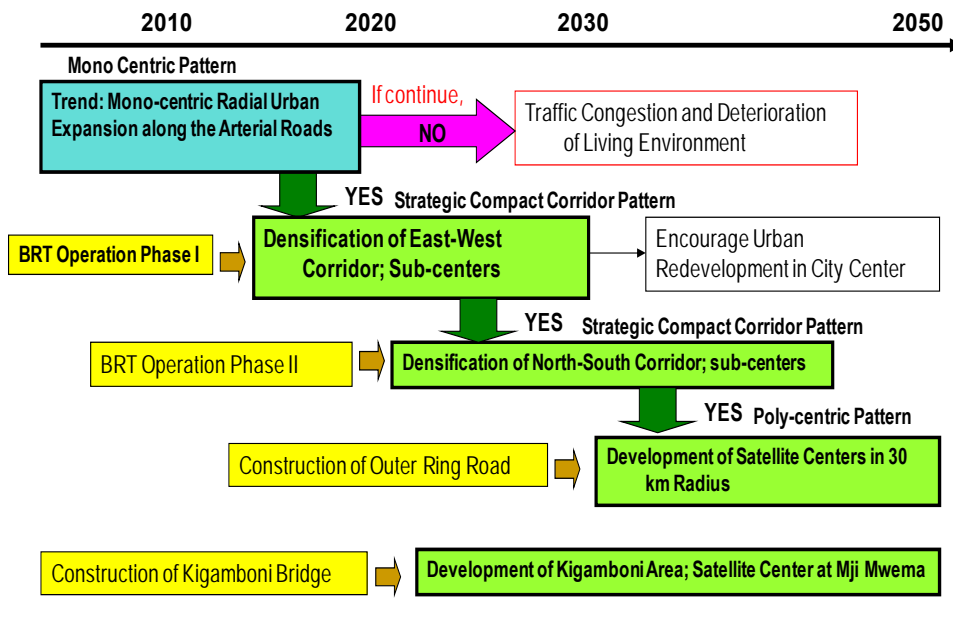 2010 2020 2030 2050
Mono Centric Pattern
Trend: Mono-centric Radial Urban
Expansion along the Arterial Roads
If continue,
NO
Traffic Congestion and Deterioration
of Living Environment
YES Strategic Compact Corridor Pattern
BRT Operation Phase I
Densification of East-West
Corridor; Sub-centers
Encourage Urban
Redevelopment in City Center
YES Strategic Compact Corridor Pattern
BRT Operation Phase II
Densification of North-South Corridor; sub-centers
YES Poly-centric Pattern
Construction of Outer Ring Road
Development of Satellite Centers in 30
km Radius
Construction of Kigamboni Bridge
Development of Kigamboni Area; Satellite Center at Mji Mwema